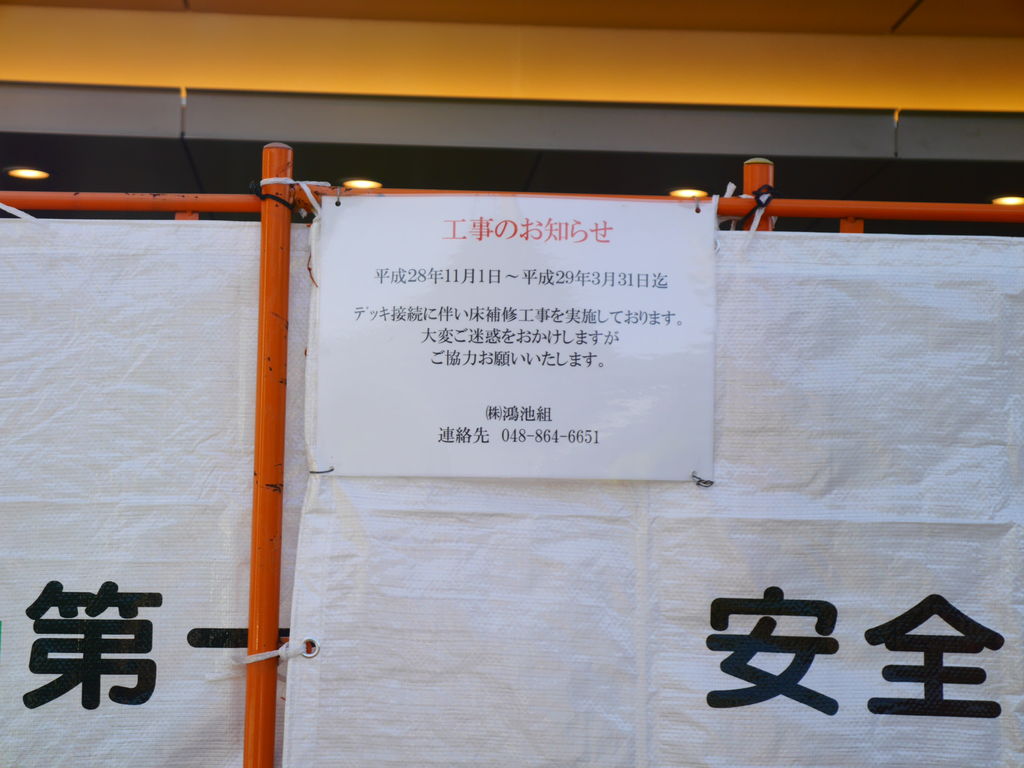 工事のお知らせ
平成28年11月1日～平成29年3月31日迄
デッキ接続に伴い床補修工事を実施しております。
大変ご迷惑をおかけしますが
ご協力お願いいたします。
㈱鴻池組
連絡先 048-864-6651
第一
安全